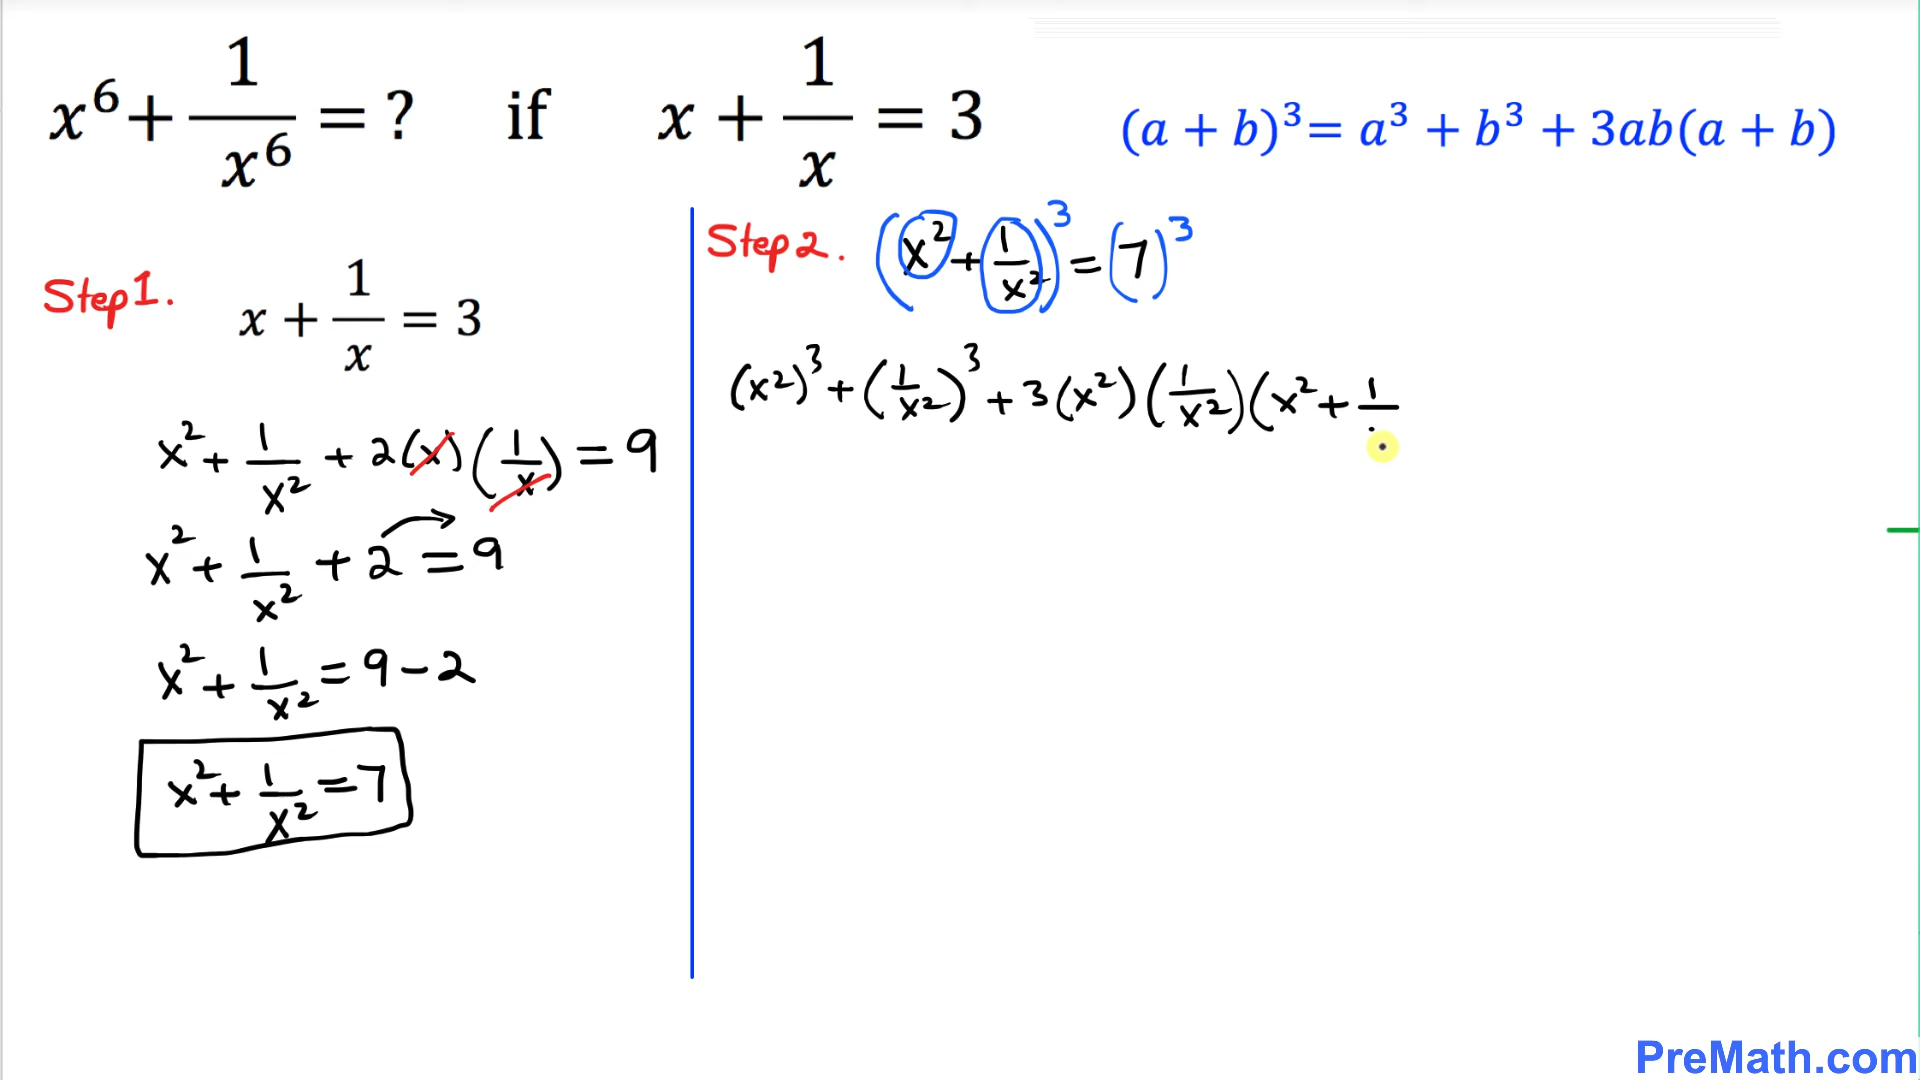 x⁶ + 1/x⁶ = ? if x + 1/x = 3
(a + b)³= a³ + b³ + 3ab(a + b)
Step 1. x + 1/x = 3
x² + 1/x² + 2(x)(1/x) = 9
x² + 1/x² + 2 = 9
x² + 1/x² = 9 - 2
x² + 1/x² = 7
Step 2. (x² + 1/x²)³ = (7)³
(x²)³ + (1/x²)³ + 3(x²)(1/x²)(x² + 1/
PreMath.com